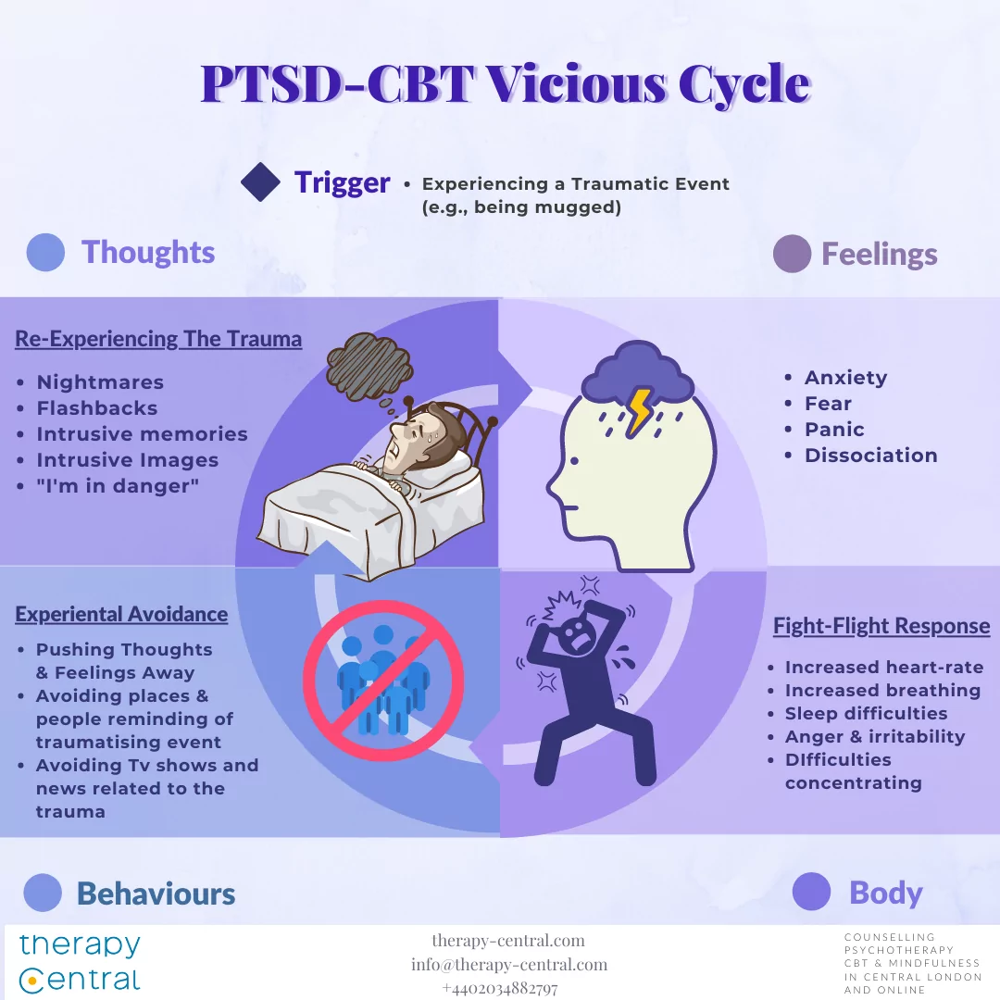 PTSD-CBT Vicious Cycle
Trigger
• Experiencing a Traumatic Event
(e.g., being mugged)
Thoughts
Feelings
Re-Experiencing The Trauma
• Nightmares
• Flashbacks
• Intrusive memories
• Intrusive Images
• "I'm in danger"
• Anxiety
• Fear
• Panic
• Dissociation
Experiental Avoidance
• Pushing Thoughts
& Feelings Away
• Avoiding places &
people reminding of
traumatising event
• Avoiding Tv shows and
news related to the
trauma
Fight-Flight Response
• Increased heart-rate
• Increased breathing
• Sleep difficulties
• Anger & irritability
• DIfficulties
concentrating
Behaviours
Body
therapy
Central
therapy-central.com
info@therapy-central.com
+4402034882797
COUNSELLING
PSYCHOTHERAPY
CBT & MINDFULNESS
IN CENTRAL LONDON
AND ONLINE